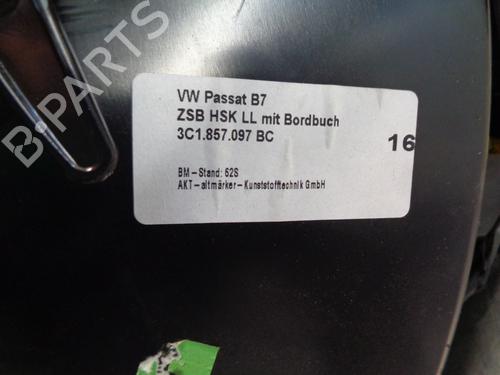 B-PARTS
VW Passat B7
ZSB HSK LL mit Bordbuch
3C1.857.097 BC
16
BM-Stand: 62S
AKT-altmärker-Kunststofftechnik GmbH